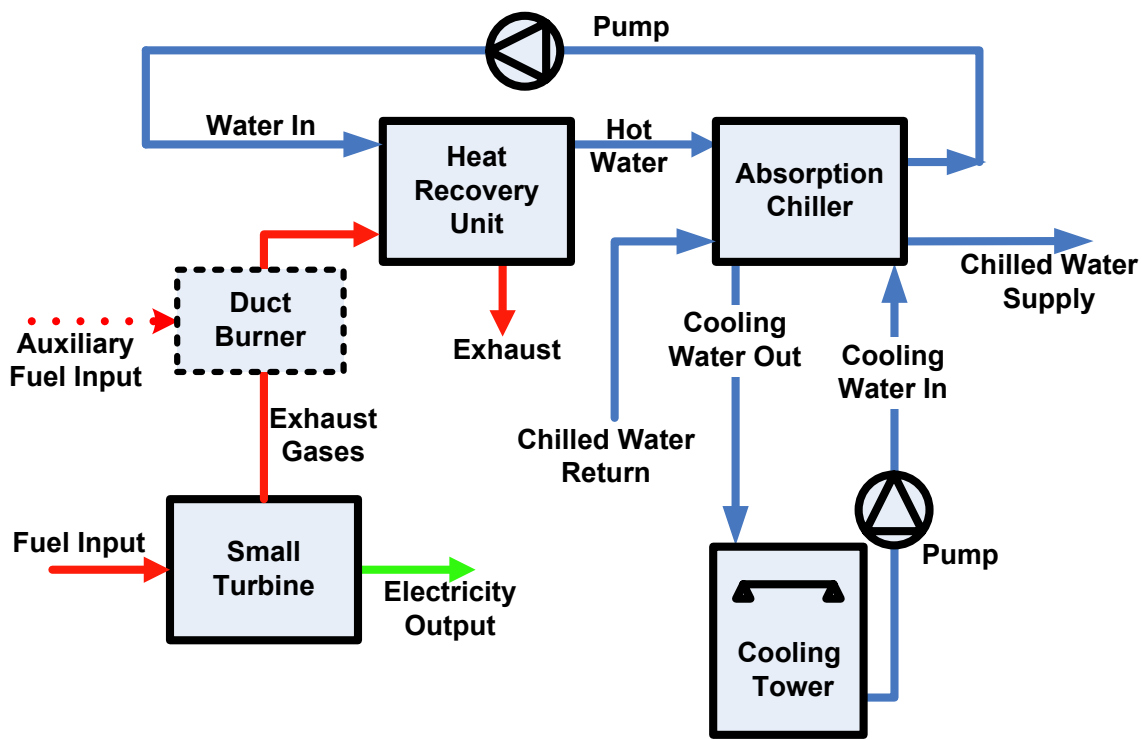 Pump
Water In
Hot
Water
Heat
Recovery
Unit
Absorption
Chiller
Chilled Water
Supply
Duct
Burner
Auxiliary
Fuel Input
Exhaust
Cooling
Water Out
Cooling
Water In
Exhaust
Gases
Chilled Water
Return
Fuel Input
Small
Turbine
Electricity
Output
Pump
Cooling
Tower